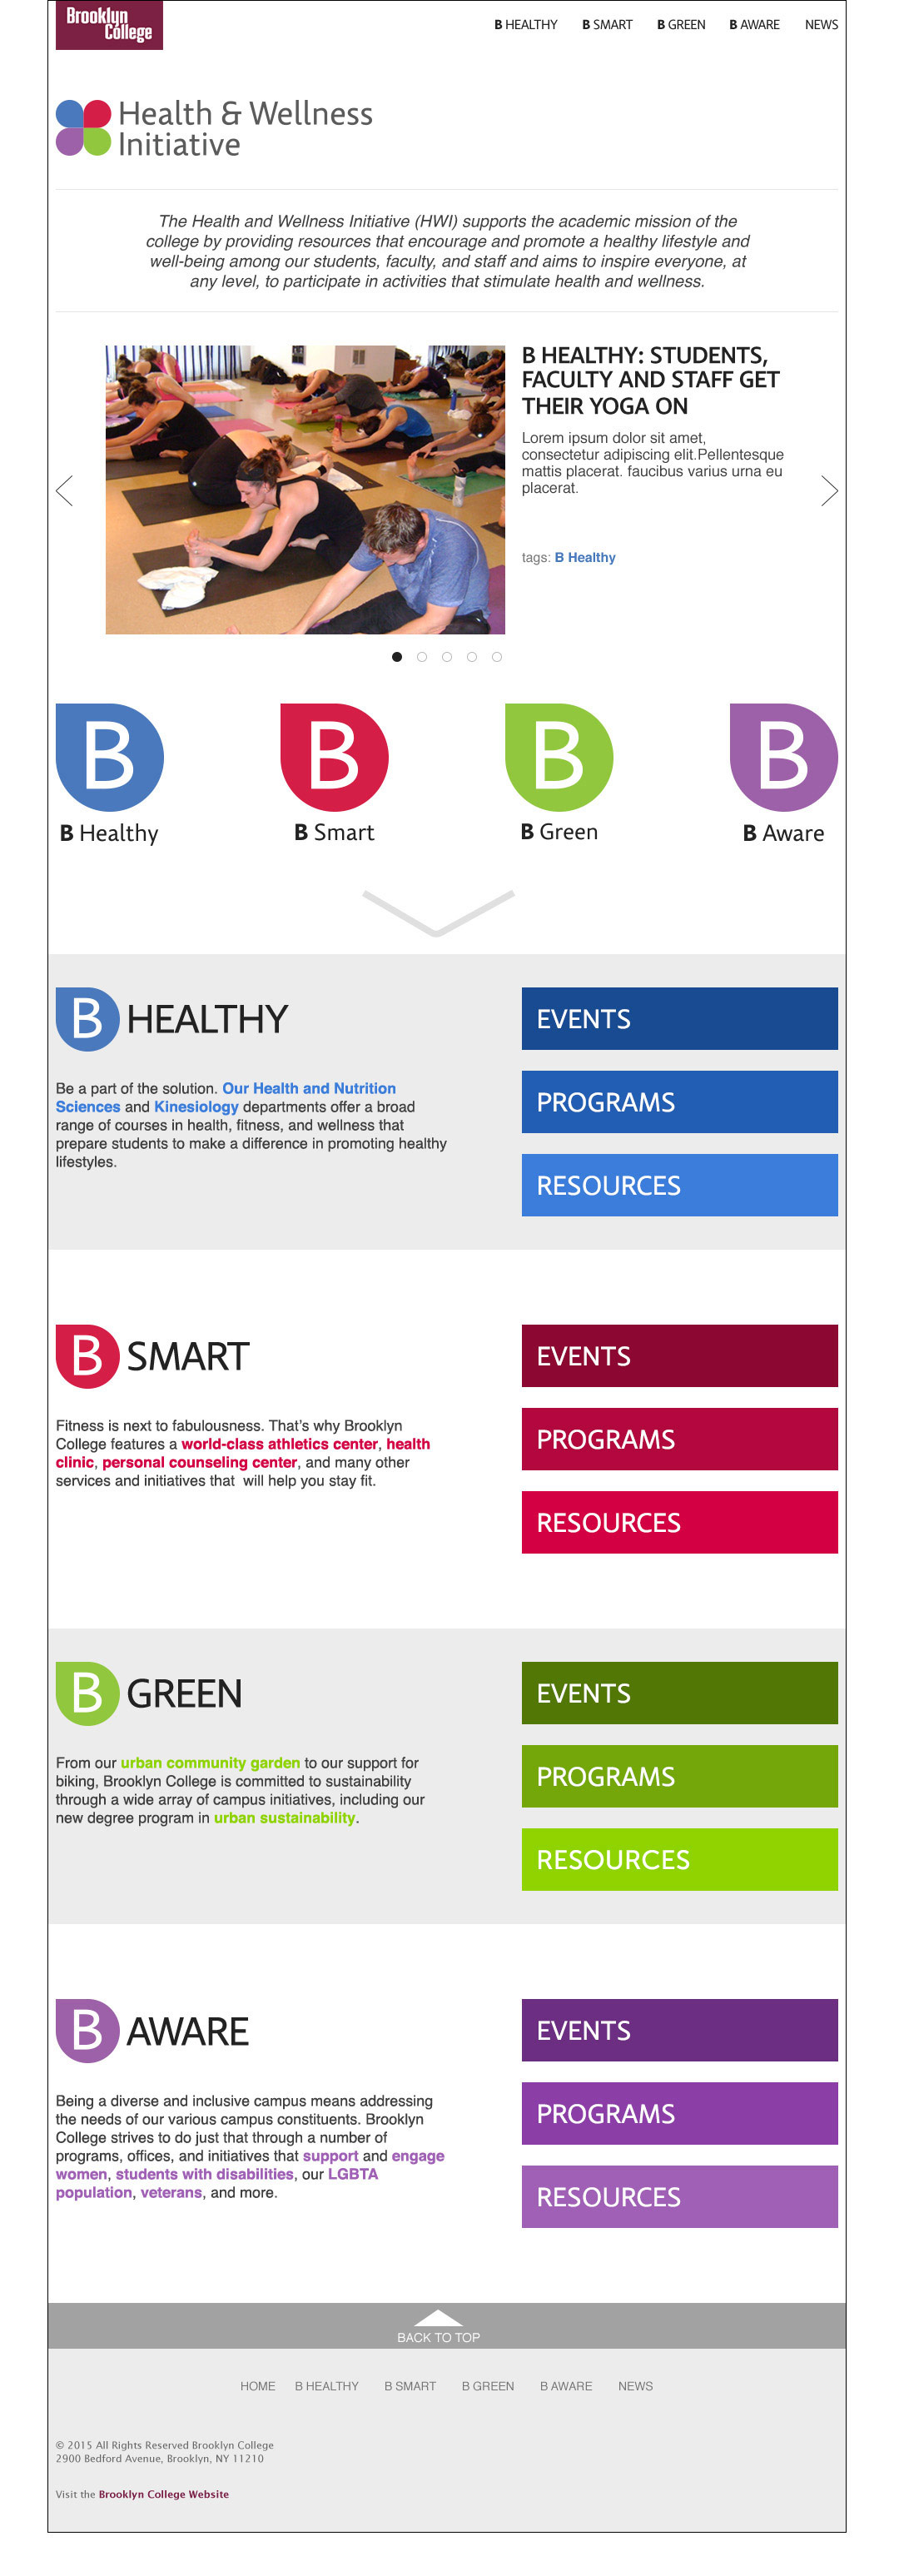 Brooklyn
College
B HEALTHY B SMART B GREEN B AWARE NEWS
Health & Wellness
Initiative
The Health and Wellness Initiative (HWI) supports the academic mission of the
college by providing resources that encourage and promote a healthy lifestyle and
well-being among our students, faculty, and staff and aims to inspire everyone, at
any level, to participate in activities that stimulate health and wellness.
B HEALTHY: STUDENTS,
FACULTY AND STAFF GET
THEIR YOGA ON
Lorem ipsum dolor sit amet,
consectetur adipiscing elit.Pellentesque
mattis placerat. faucibus varius urna eu
placerat.
tags: B Healthy
B B B B
B Healthy B Smart B Green B Aware
B HEALTHY
EVENTS
Be a part of the solution. Our Health and Nutrition
Sciences and Kinesiology departments offer a broad
range of courses in health, fitness, and wellness that
prepare students to make a difference in promoting healthy
lifestyles.
PROGRAMS
RESOURCES
B SMART
EVENTS
Fitness is next to fabulousness. That's why Brooklyn
College features a world-class athletics center, health
clinic, personal counseling center, and many other
services and initiatives that  will help you stay fit.
PROGRAMS
RESOURCES
B GREEN
EVENTS
From our urban community garden to our support for
biking, Brooklyn College is committed to sustainability
through a wide array of campus initiatives, including our
new degree program in urban sustainability.
PROGRAMS
RESOURCES
B AWARE
EVENTS
Being a diverse and inclusive campus means addressing
the needs of our various campus constituents. Brooklyn
College strives to do just that through a number of
programs, offices, and initiatives that support and engage
women, students with disabilities, our LGBTA
population, veterans, and more.
PROGRAMS
RESOURCES
BACK TO TOP
HOME B HEALTHY B SMART B GREEN B AWARE NEWS
© 2015 All Rights Reserved Brooklyn College
2900 Bedford Avenue, Brooklyn, NY 11210
Visit the Brooklyn College Website